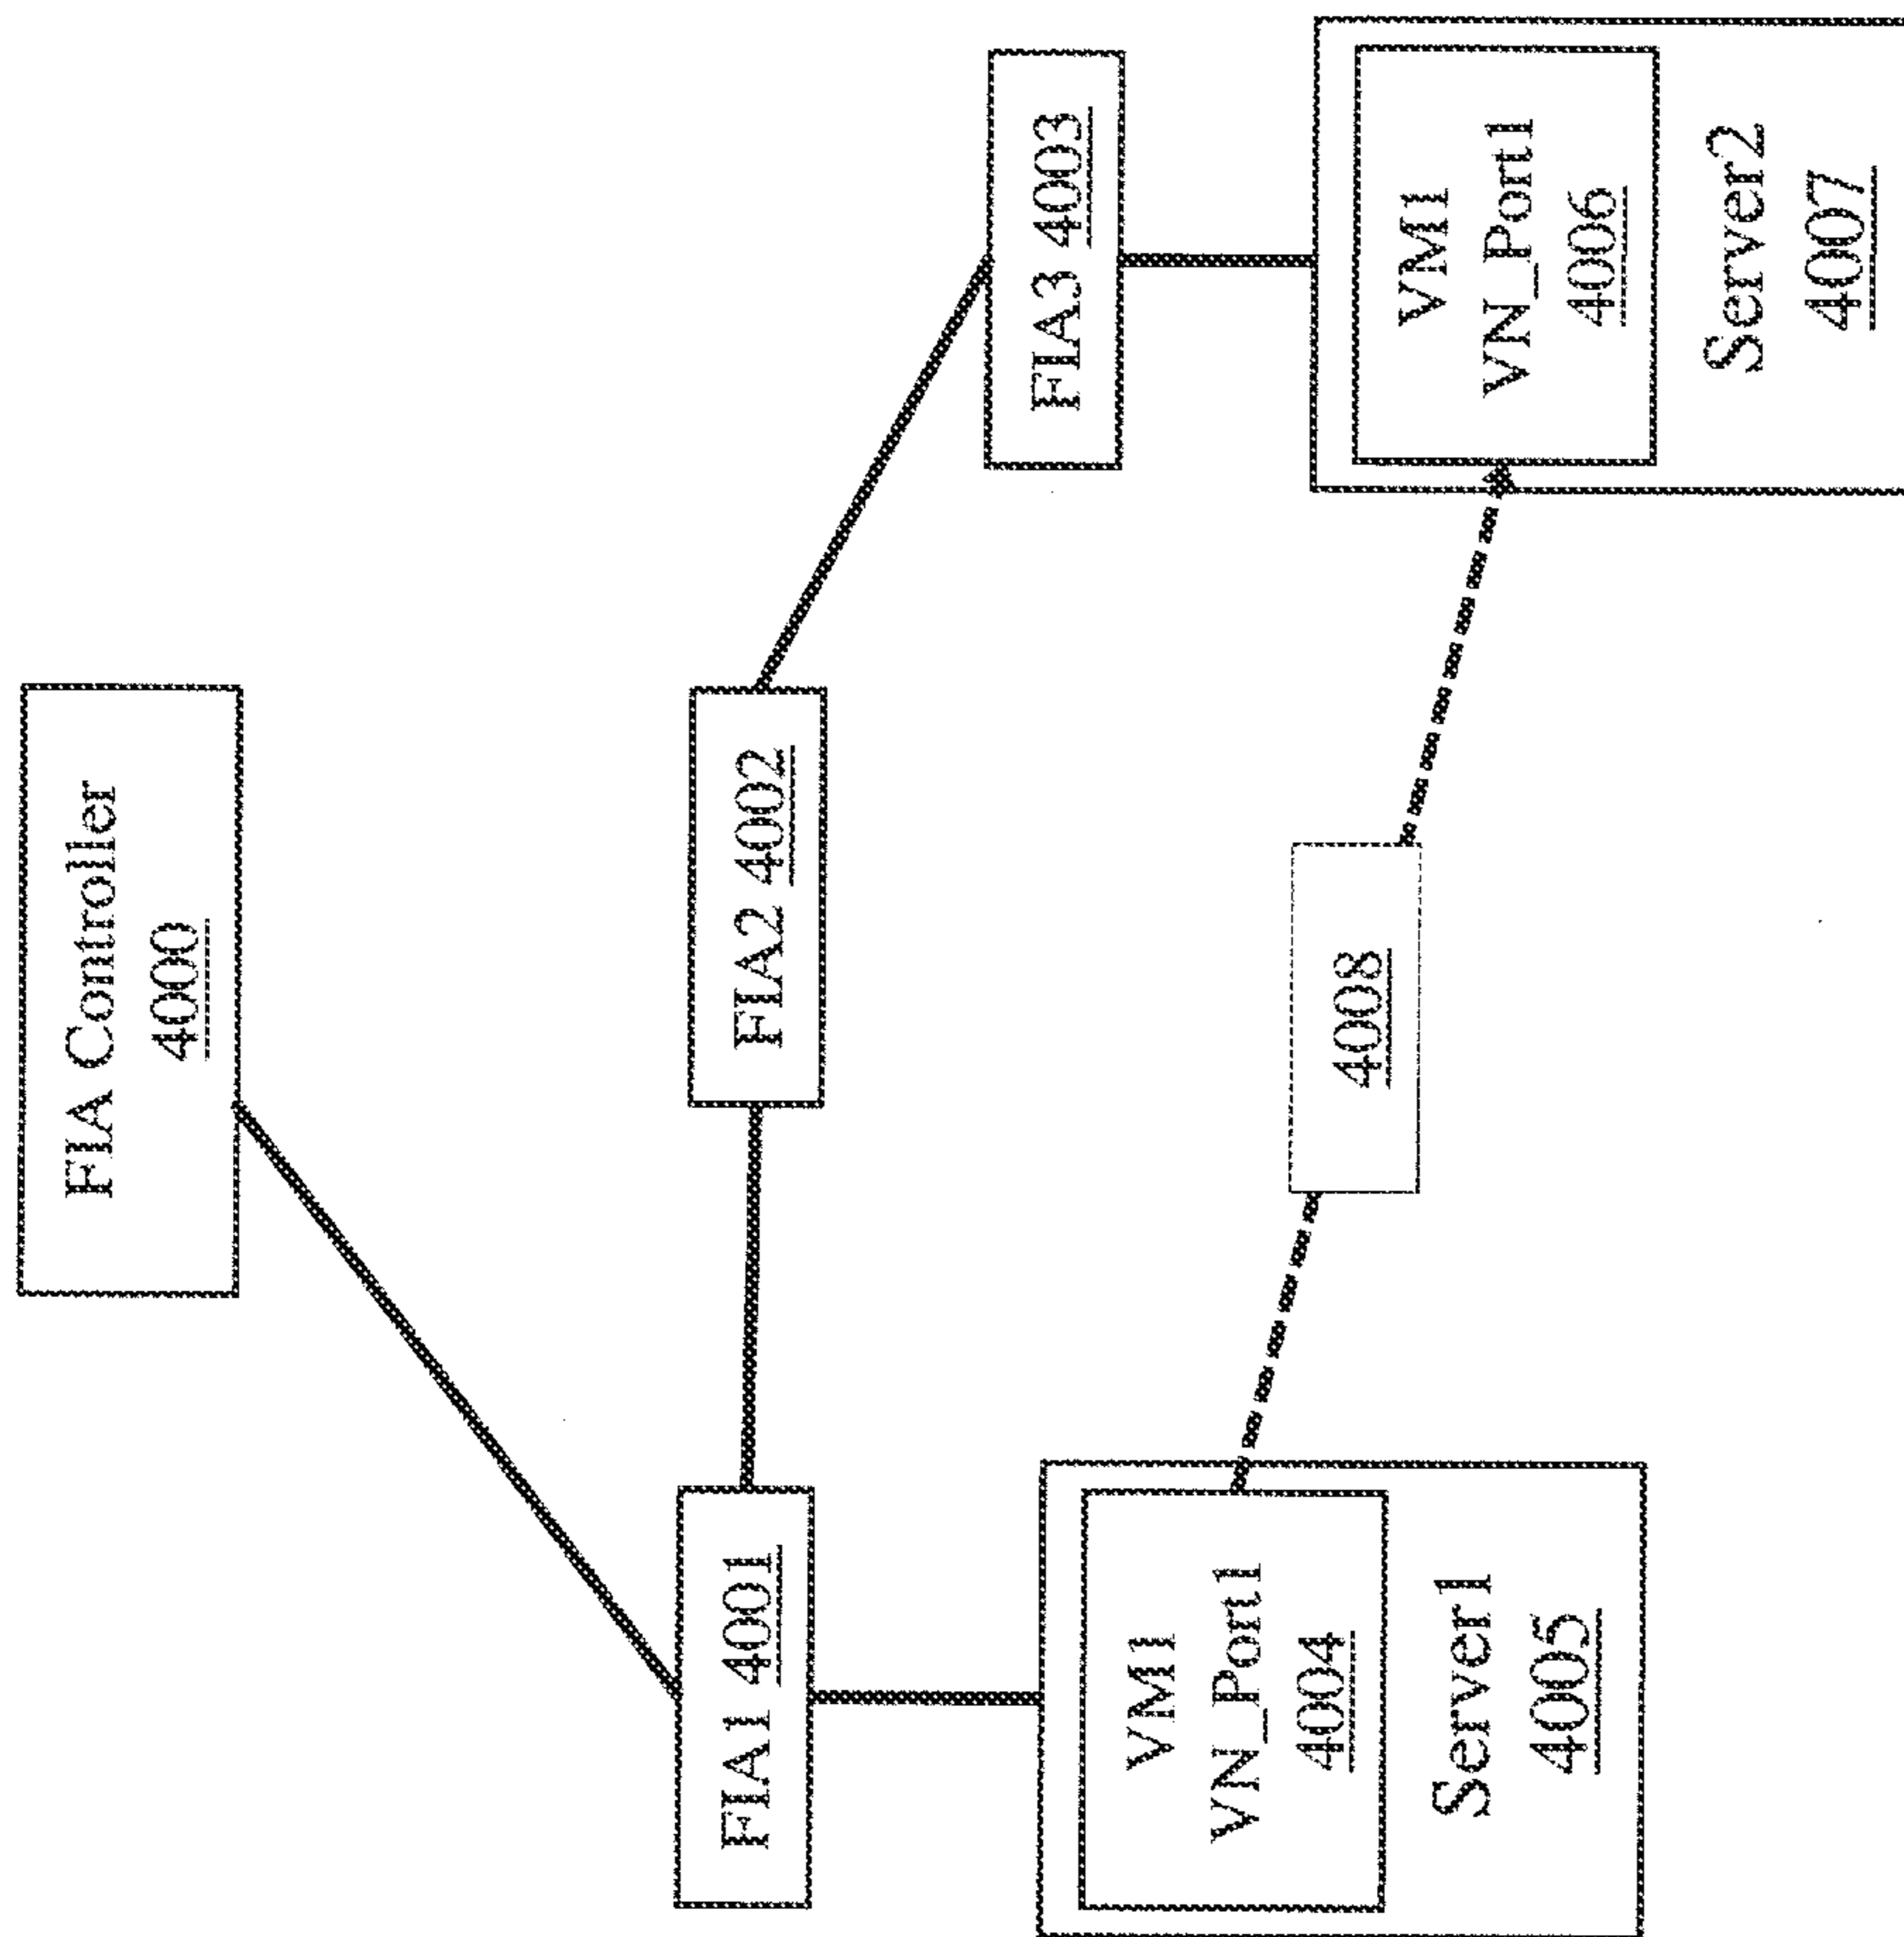 FIA Controller
4000
FIA1 4001
FIA2 4002
FIA3 4003
VM1
VN_Port1
4004
Server1
4005
4008
VM1
VN_Port1
4006
Server2
4007